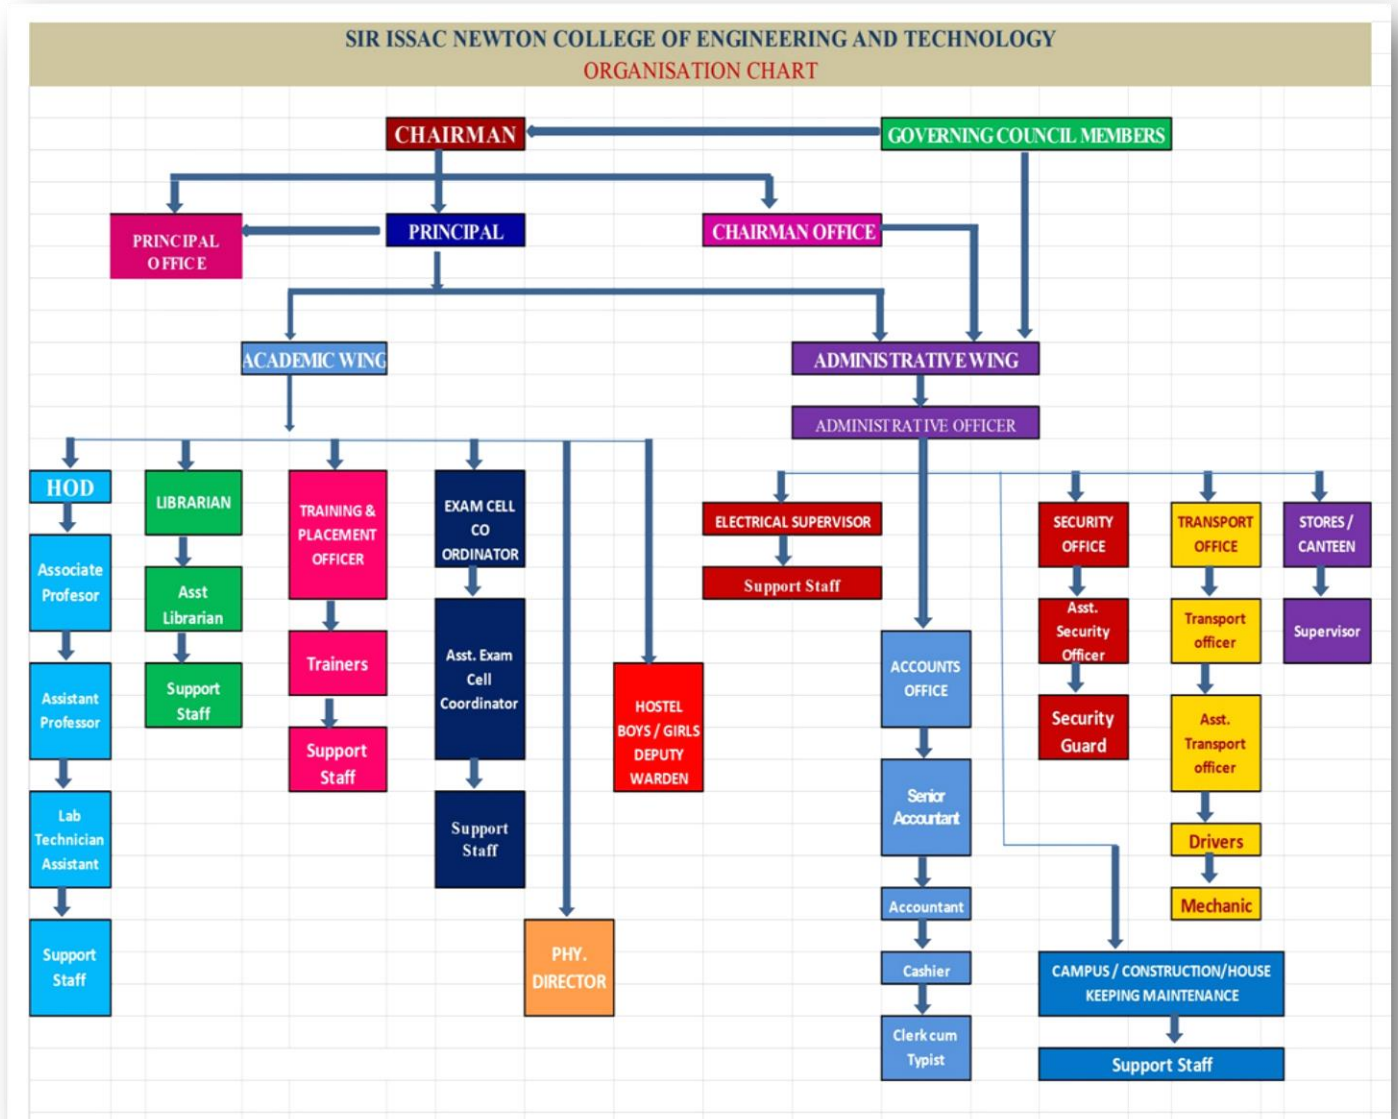 SIR ISSAC NEWTON COLLEGE OF ENGINEERING AND TECHNOLOGY
ORGANISATION CHART
CHAIRMAN
GOVERNING COUNCIL MEMBERS
PRINCIPAL
OFFICE
PRINCIPAL
CHAIRMAN OFFICE
ACADEMIC WING
ADMINISTRATIVE WING
ADMINISTRATIVE OFFICER
HOD
Associate
Profesor
Assistant
Professor
Lab
Technician
Assistant
Support
Staff
LIBRARIAN
Asst
Librarian
Support
Staff
TRAINING &
PLACEMENT
OFFICER
Trainers
Support
Staff
EXAM CELL
CO
ORDINATOR
Asst. Exam
Cell
Coordinator
Support
Staff
PHY.
DIRECTOR
HOSTEL
BOYS / GIRLS
DEPUTY
WARDEN
ELECTRICAL SUPERVISOR
Support Staff
ACCOUNTS
OFFICE
Senior
Accountant
Accountant
Cashier
Clerk cum
Typist
SECURITY
OFFICE
Asst.
Security
Officer
Security
Guard
TRANSPORT
OFFICE
Transport
officer
Asst.
Transport
officer
Drivers
Mechanic
STORES /
CANTEEN
Supervisor
CAMPUS / CONSTRUCTION/HOUSE
KEEPING MAINTENANCE
Support Staff